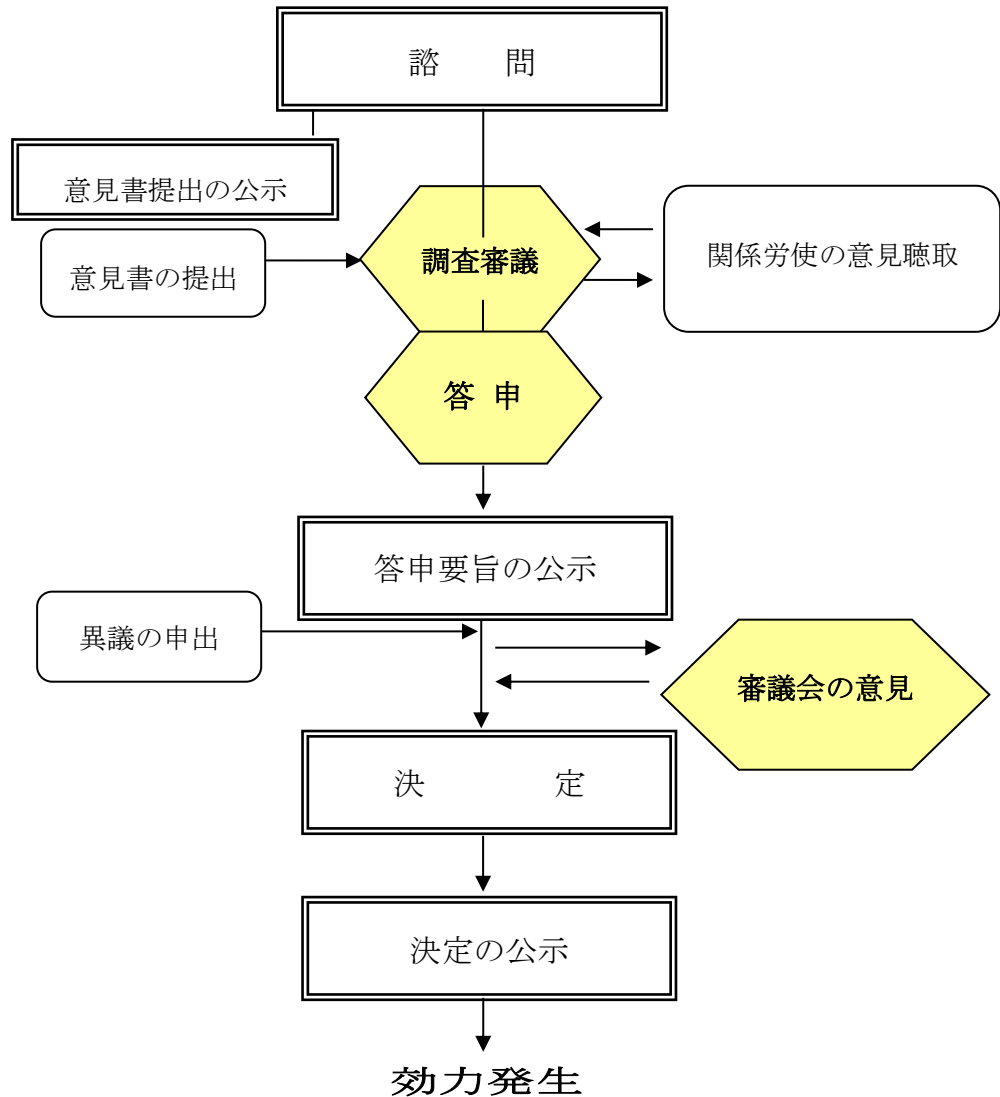 諮問
意見書提出の公示
意見書の提出
調査審議
関係労使の意見聴取
答申
答申要旨の公示
異議の申出
審議会の意見
決定
決定の公示
効力発生